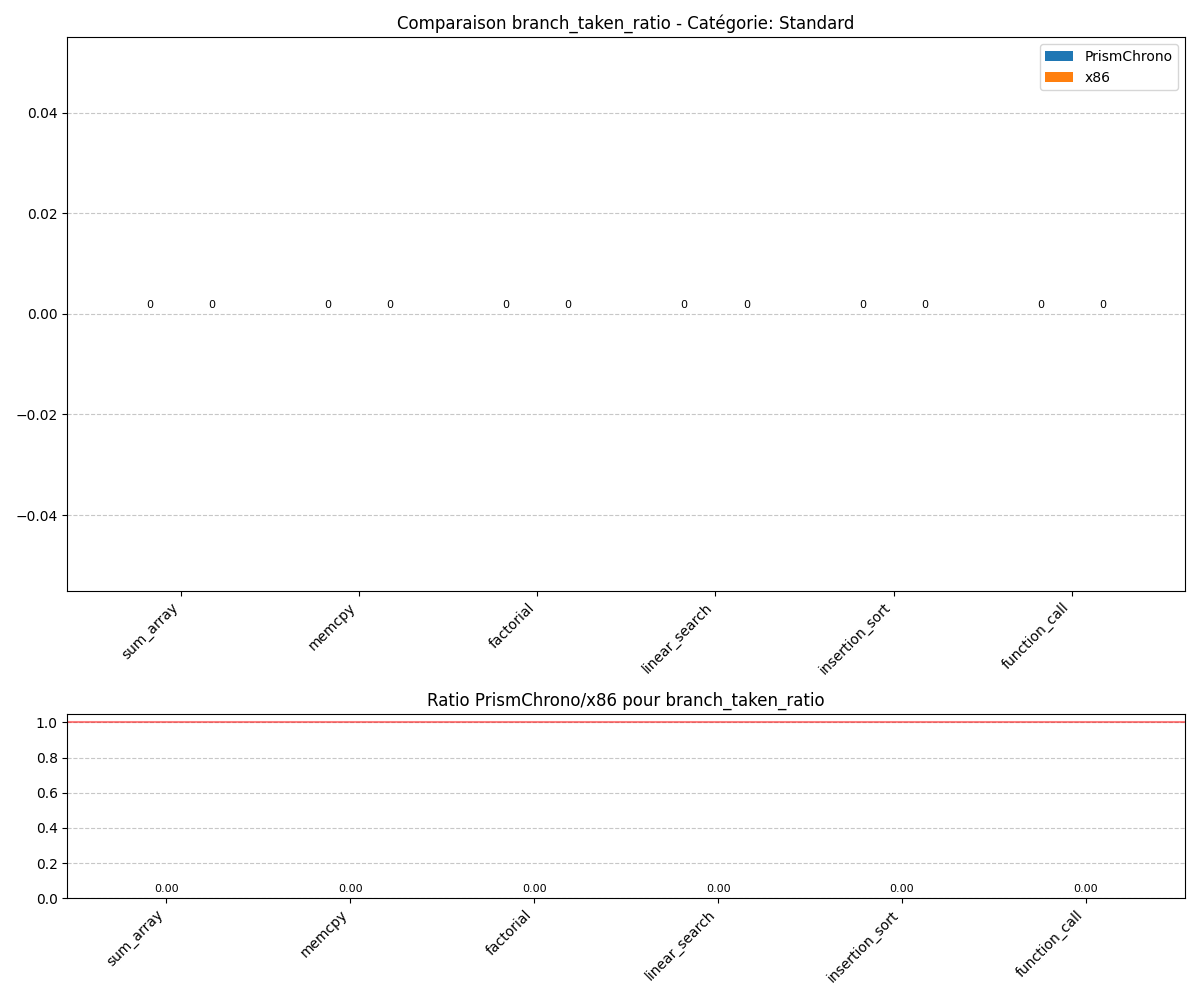 Comparaison branch_taken_ratio - Catégorie: Standard
PrismChrono
x86
0.04
0.02
0.00
−0.02
−0.04
0 0 0 0 0 0 0 0 0 0 0 0
sum_array memcpy factorial linear_search insertion_sort function_call
Ratio PrismChrono/x86 pour branch_taken_ratio
1.0
0.8
0.6
0.4
0.2
0.0
0.00 0.00 0.00 0.00 0.00 0.00
sum_array memcpy factorial linear_search insertion_sort function_call